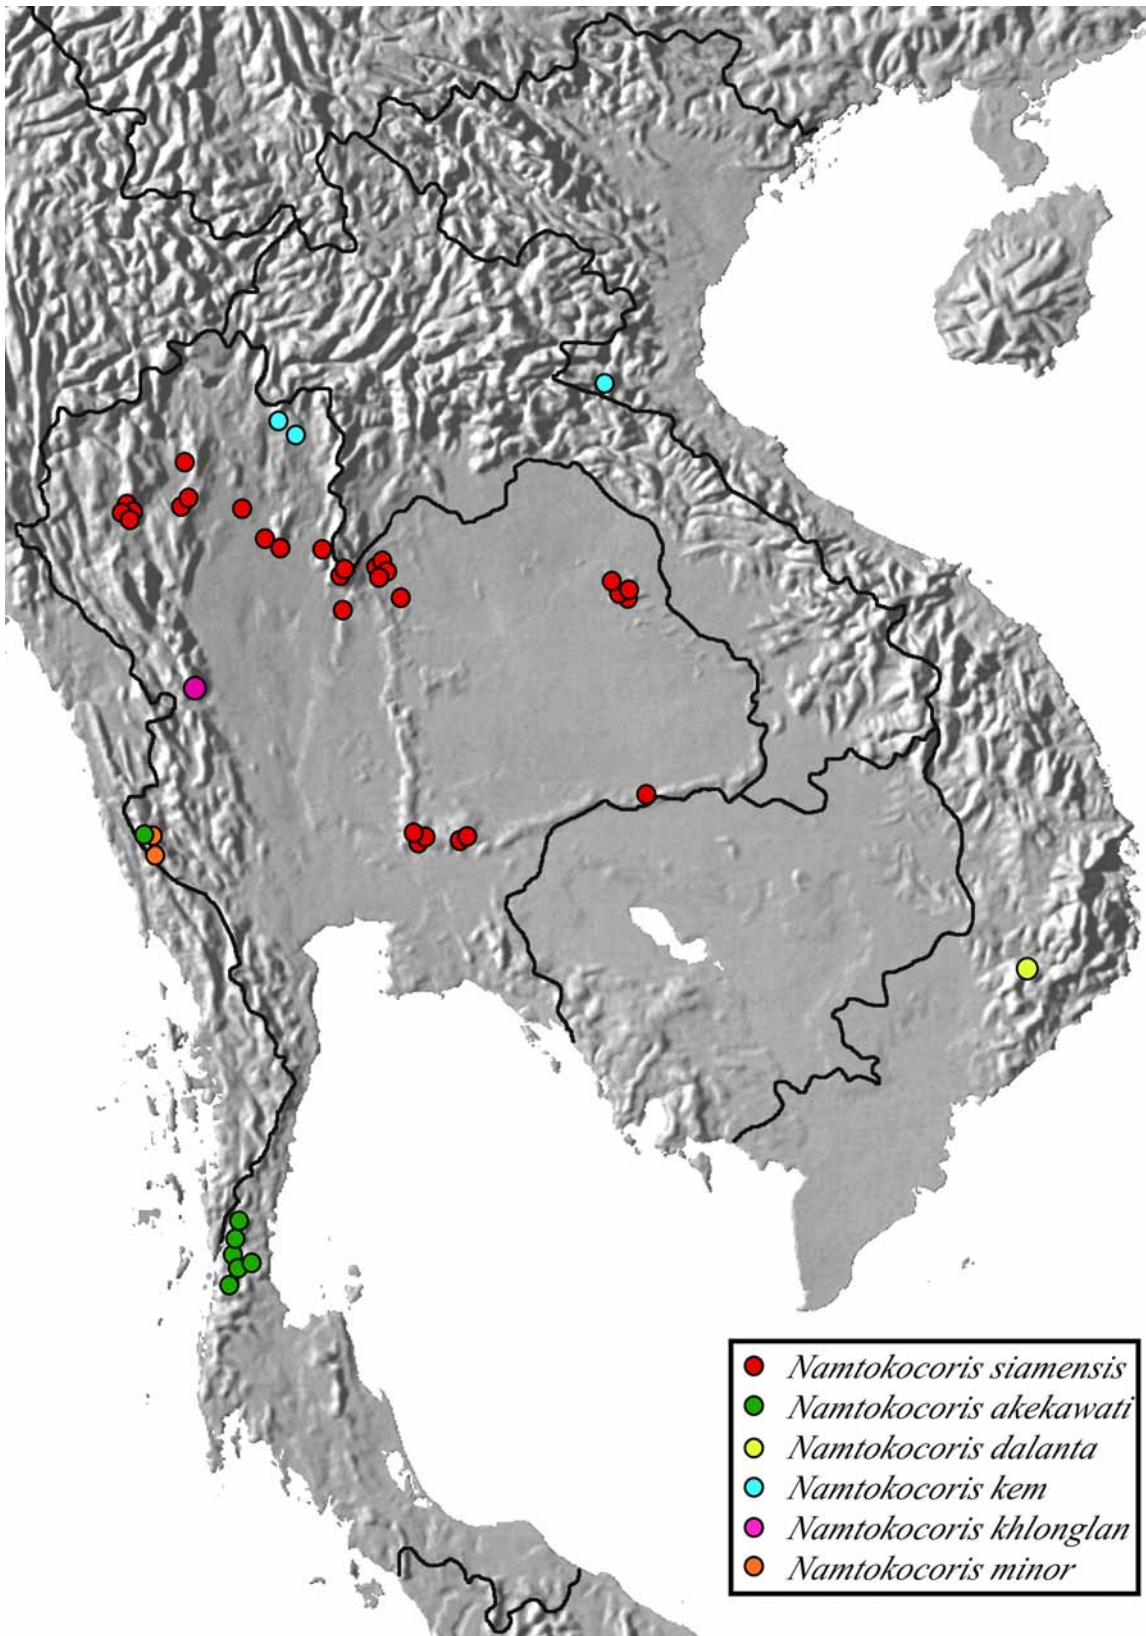 Namtokocoris siamensis
Namtokocoris akekawati
Namtokocoris dalanta
Namtokocoris kem
Namtokocoris khlonglan
Namtokocoris minor